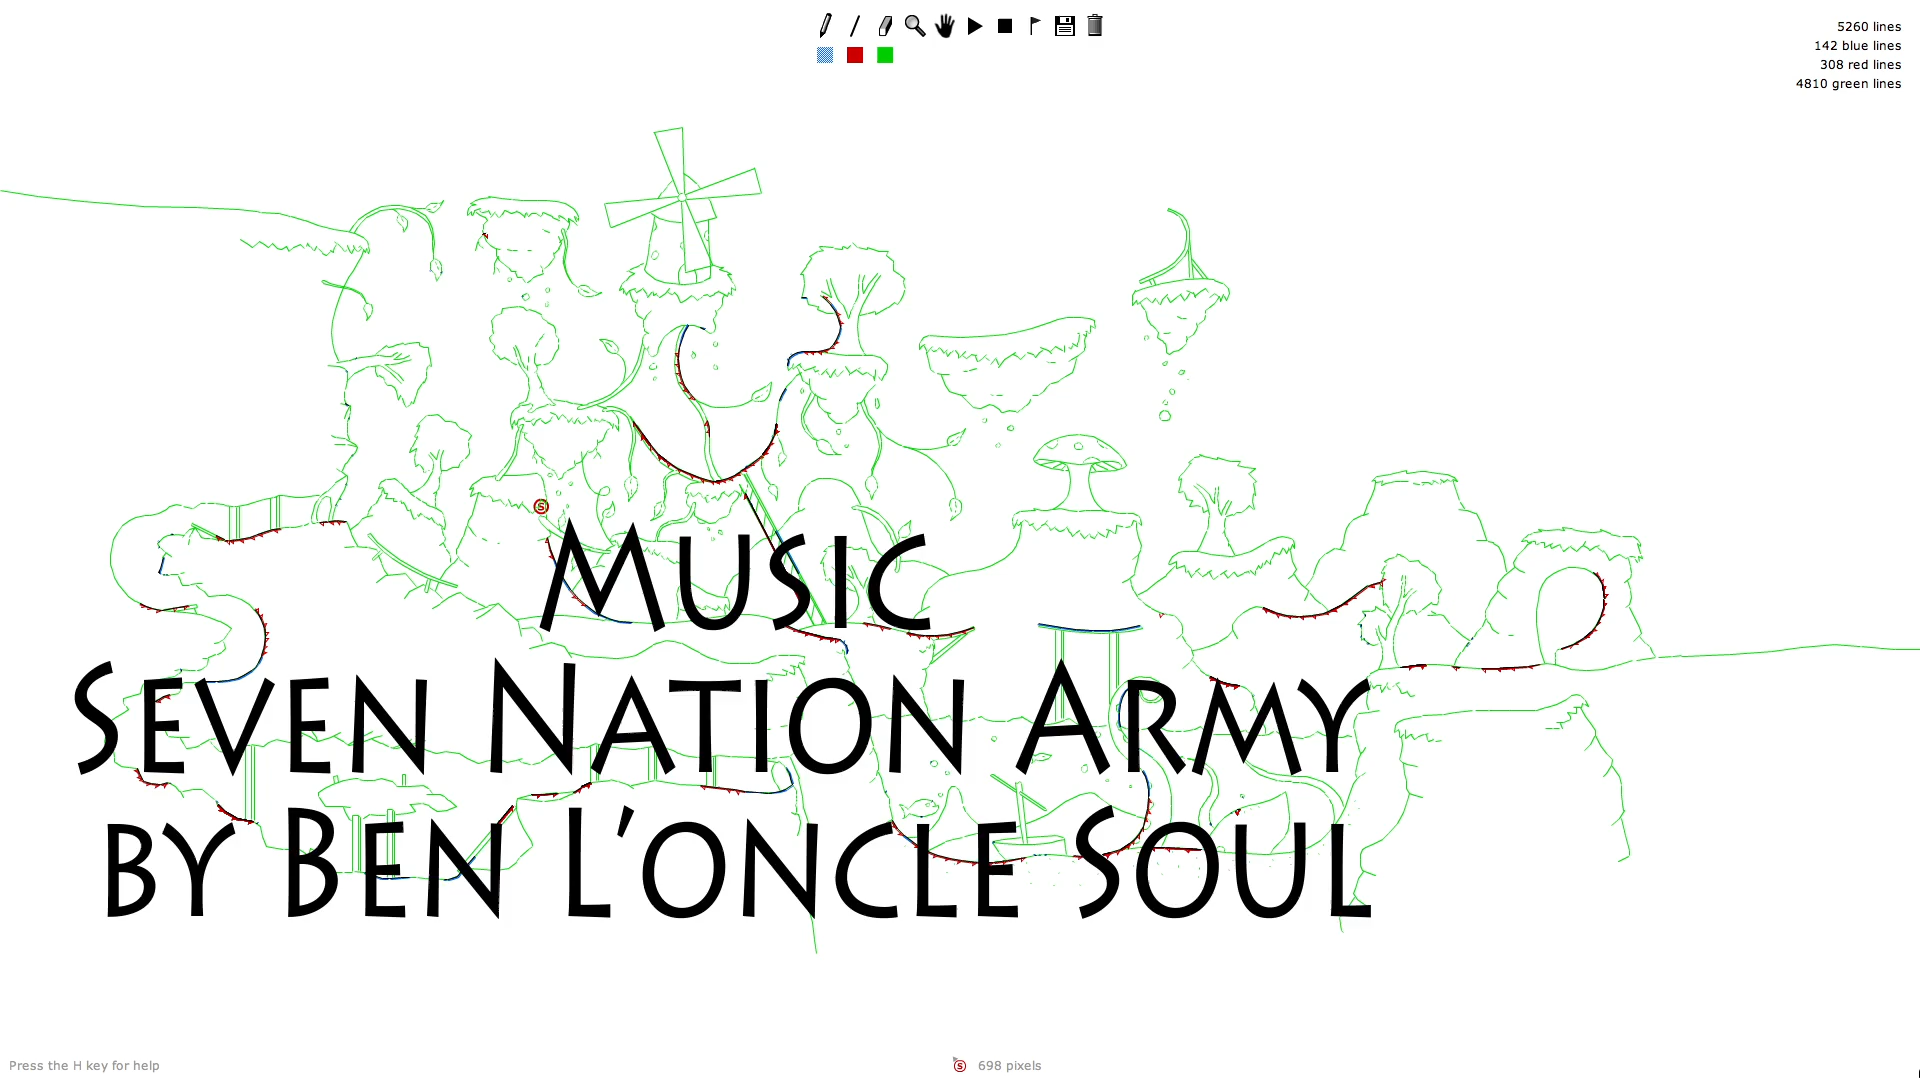 5260 lines
142 blue lines
308 red lines
4810 green lines
S
Music
Seven Nation Army
by Ben L'oncle Soul
Press the H key for help
S 698 pixels